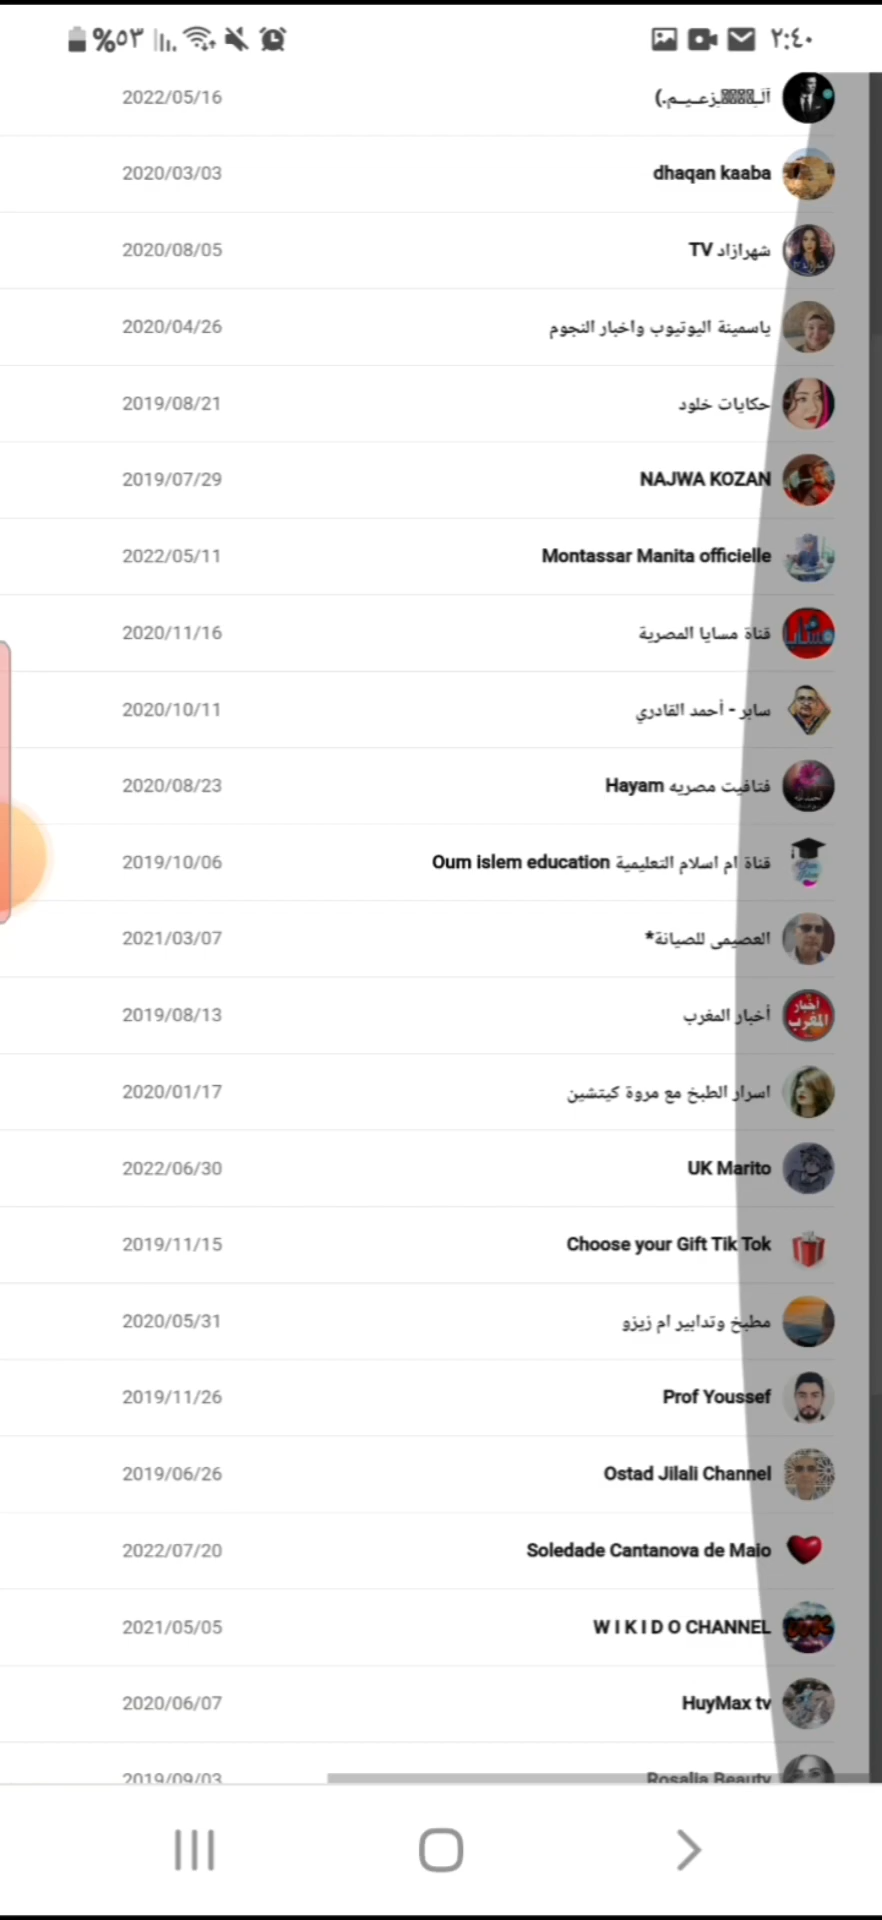 ٢:٤٠ %٥٣
2022/05/16
dhaqan kaaba 2020/03/03
شهرازاد TV 2020/08/05
ياسمينة اليوتيوب واخبار النجوم 2020/04/26
حكايات خلود 2019/08/21
NAJWA KOZAN 2019/07/29
Montassar Manita officielle 2022/05/11
قناة مسايا المصرية 2020/11/16
سابر - أحمد القادري 2020/10/11
فتافيت مصريه Hayam 2020/08/23
قناة ام اسلام التعليمية Oum islem education 2019/10/06
العصيمى للصيانة* 2021/03/07
أخبار المغرب أخبار المغرب 2019/08/13
اسرار الطبخ مع مروة كيتشين 2020/01/17
UK Marito 2022/06/30
Choose your Gift Tik Tok 2019/11/15
مطبخ وتدابير ام زيزو 2020/05/31
Prof Youssef 2019/11/26
Ostad Jilali Channel 2019/06/26
Soledade Cantanova de Maio 2022/07/20
W I K I D O CHANNEL 2021/05/05
HuyMax tv 2020/06/07
Rosalia Beauty 2019/09/03